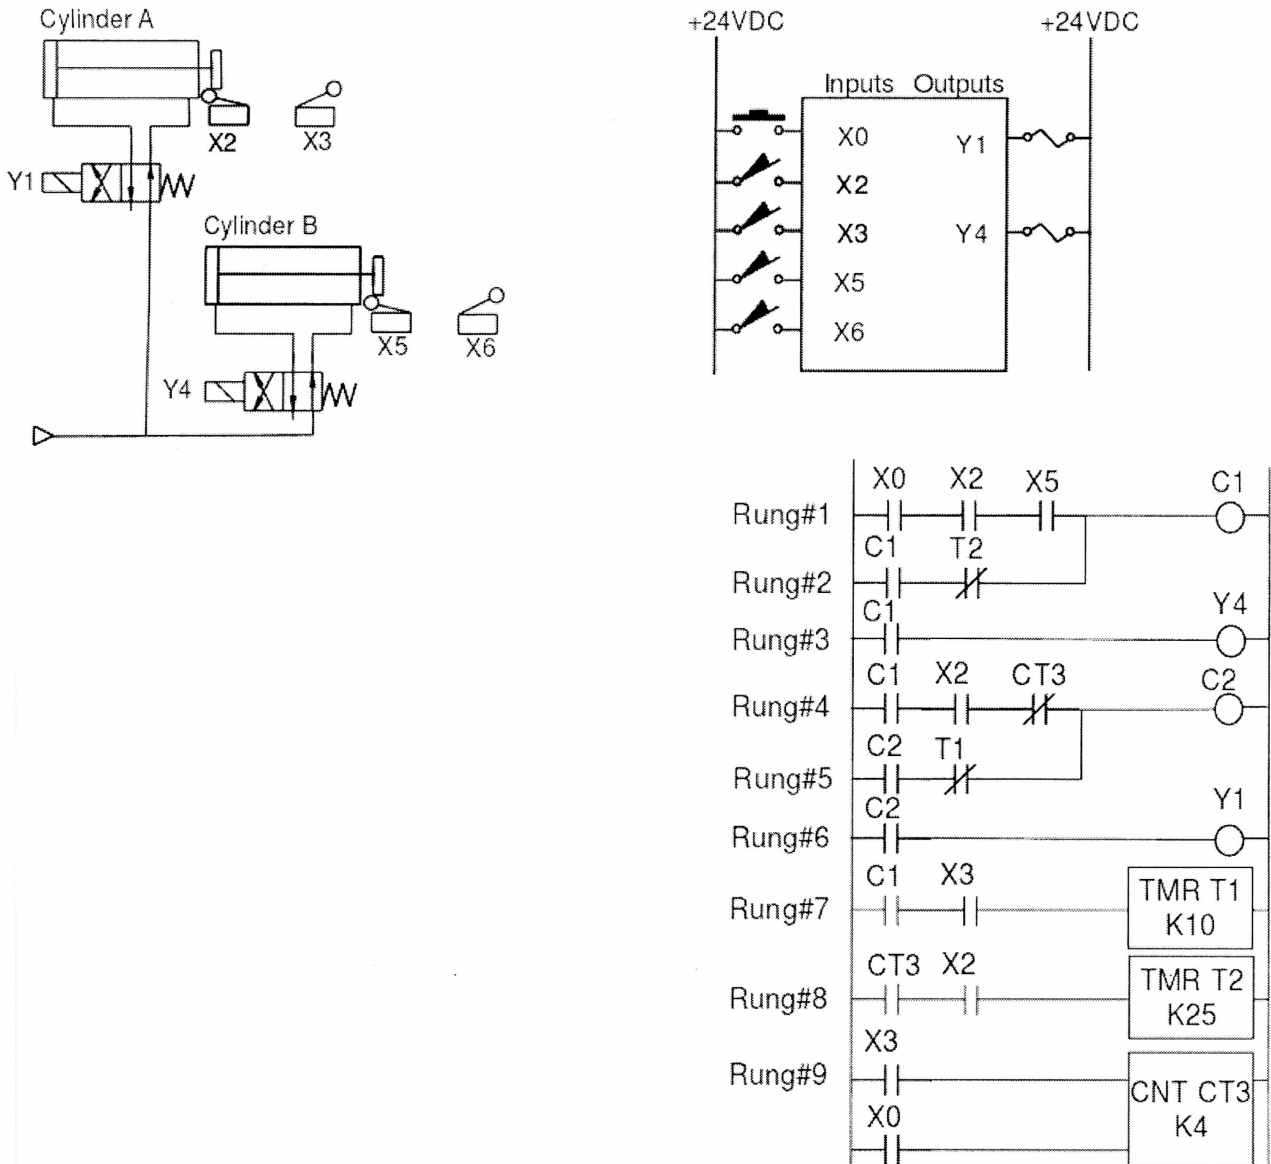 Cylinder A
X2
X3
Y1
Cylinder B
X5
X6
Y4
+24VDC
+24VDC
Inputs Outputs
X0
Y1
X2
X3
Y4
X5
X6
X0 X2 X5 C1
Rung#1
C1 T2
Rung#2
C1 Y4
Rung#3
C1 X2 CT3 C2
Rung#4
C2 T1
Rung#5
C2 Y1
Rung#6
C1 X3
Rung#7
TMR T1
K10
CT3 X2
Rung#8
TMR T2
K25
X3
Rung#9
CNT CT3
K4
X0